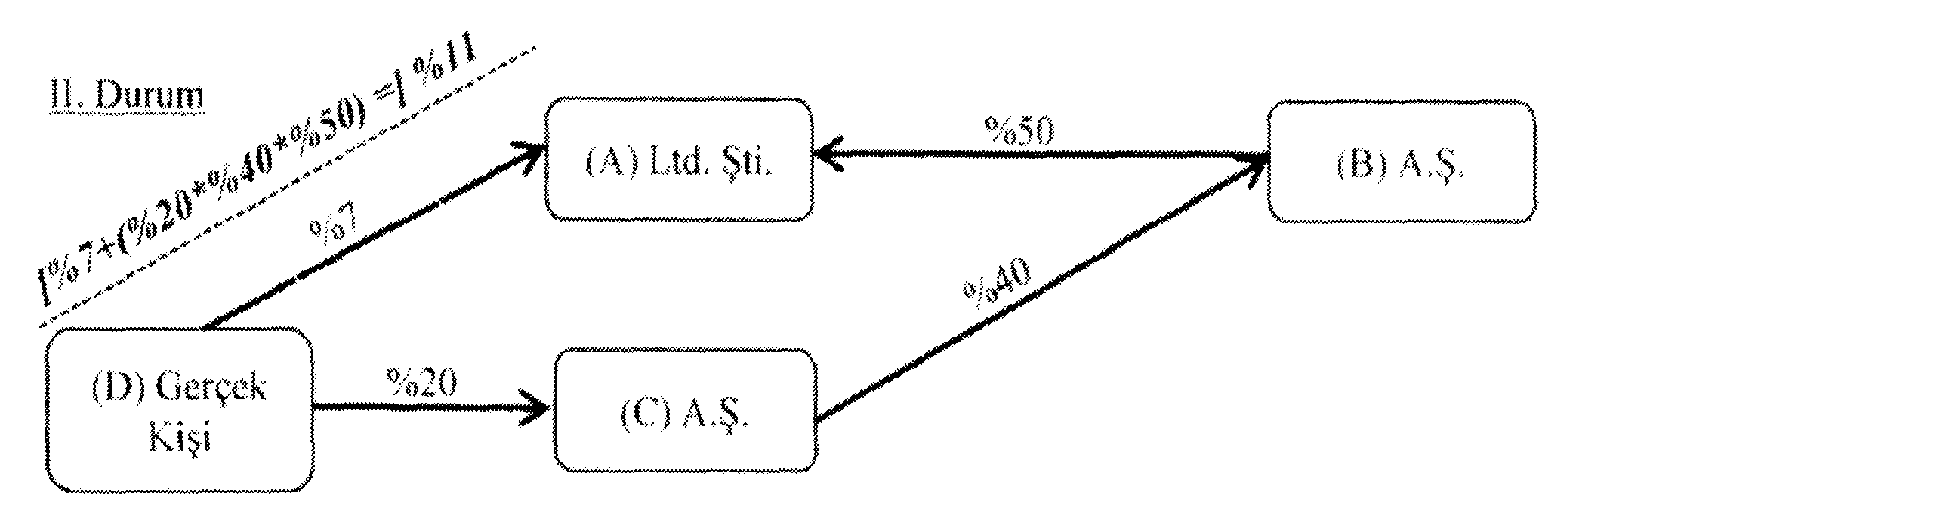 II. Durum
[%7+(%20*%40*%50) =] %11
(A) Ltd. Şti.
%50
(B) A.Ş.
%7
%40
(D) Gerçek
Kişi
%20
(C) A.Ş.